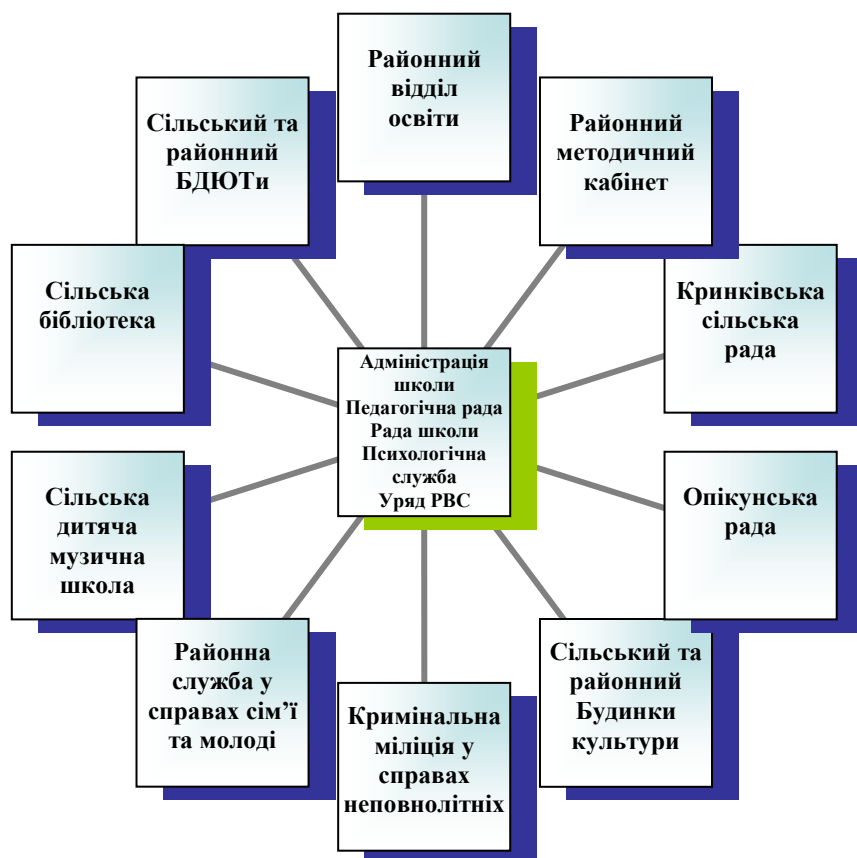 Районний
відділ
освіти
Сільський та
районний
БДЮТи
Районний
методичний
кабінет
Сільська
бібліотека
Кринківська
сільська
рада
Адміністрація
школи
Педагогічна рада
Рада школи
Психологічна
служба
Уряд РВС
Сільська
дитяча
музична
школа
Опікунська
рада
Районна
служба у
справах сім’ї
та молоді
Кримінальна
міліція у
справах
неповнолітніх
Сільський та
районний
Будинки
культури